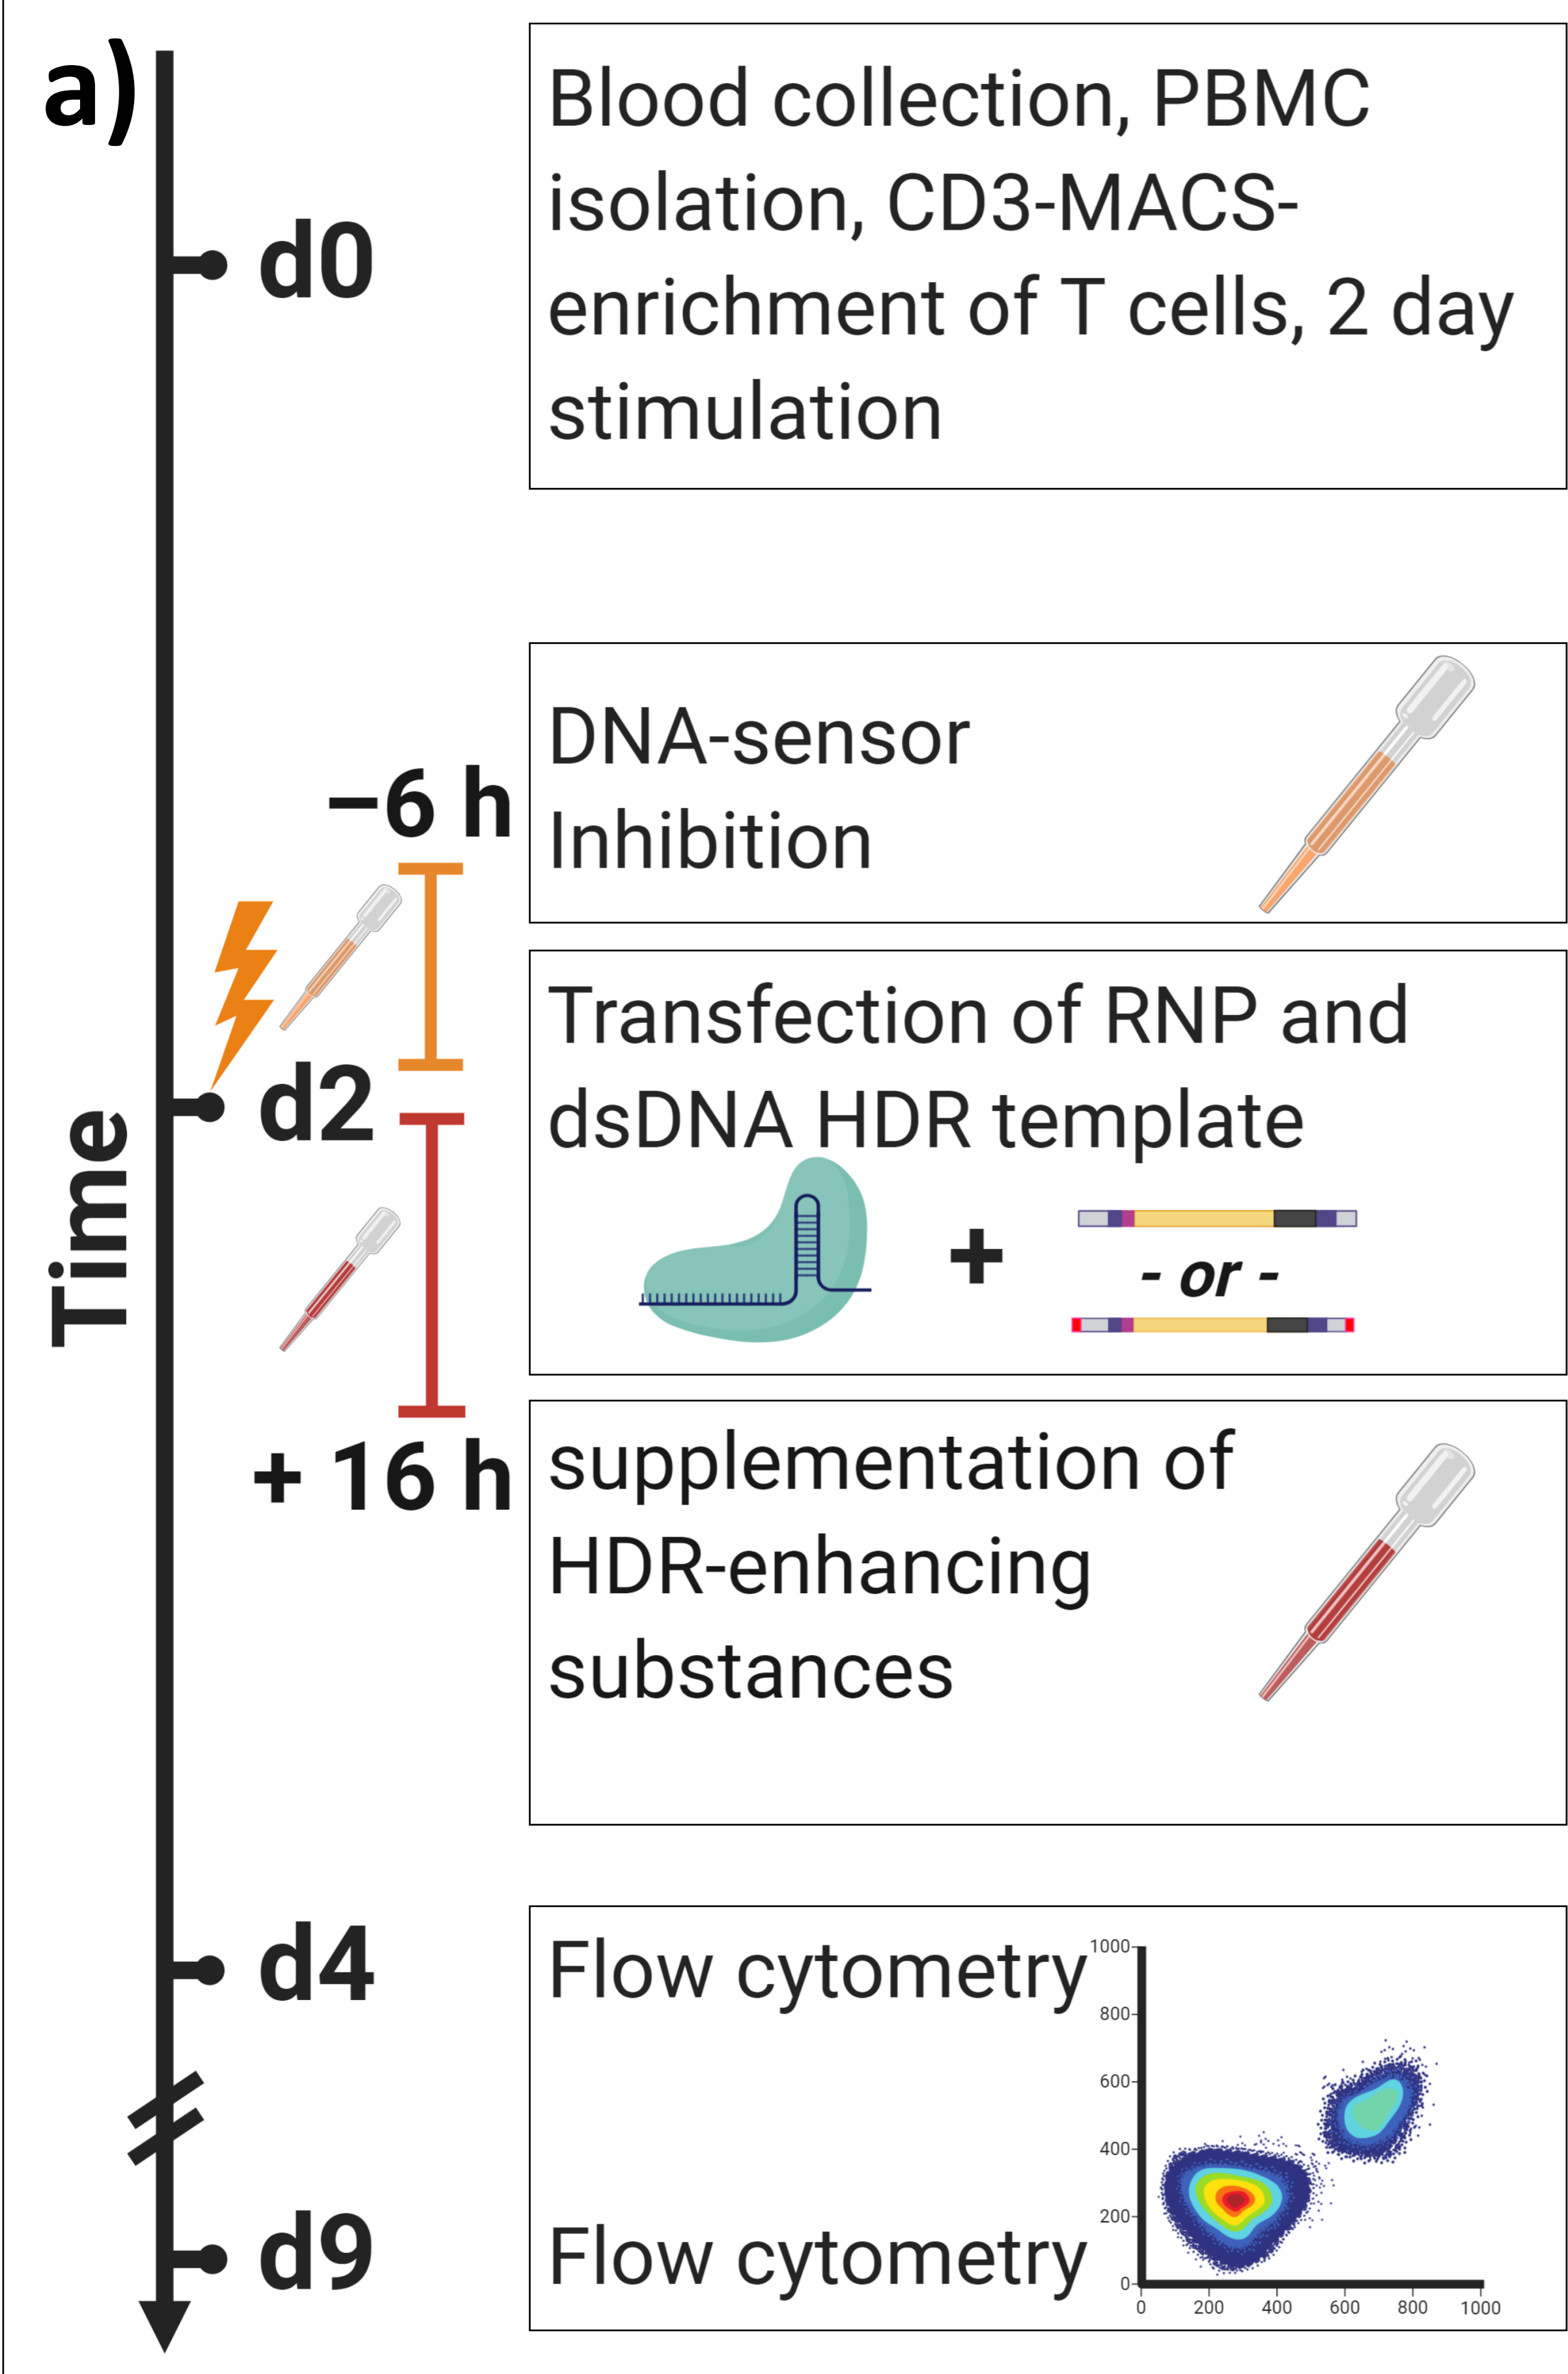 a)
Time
d0
Blood collection, PBMC
isolation, CD3-MACS-
enrichment of T cells, 2 day
stimulation
–6 h
DNA-sensor
Inhibition
d2
Transfection of RNP and
dsDNA HDR template
+
- or -
+ 16 h
supplementation of
HDR-enhancing
substances
d4
Flow cytometry
d9
Flow cytometry
1000
800
600
400
200
0
0 200 400 600 800 1000